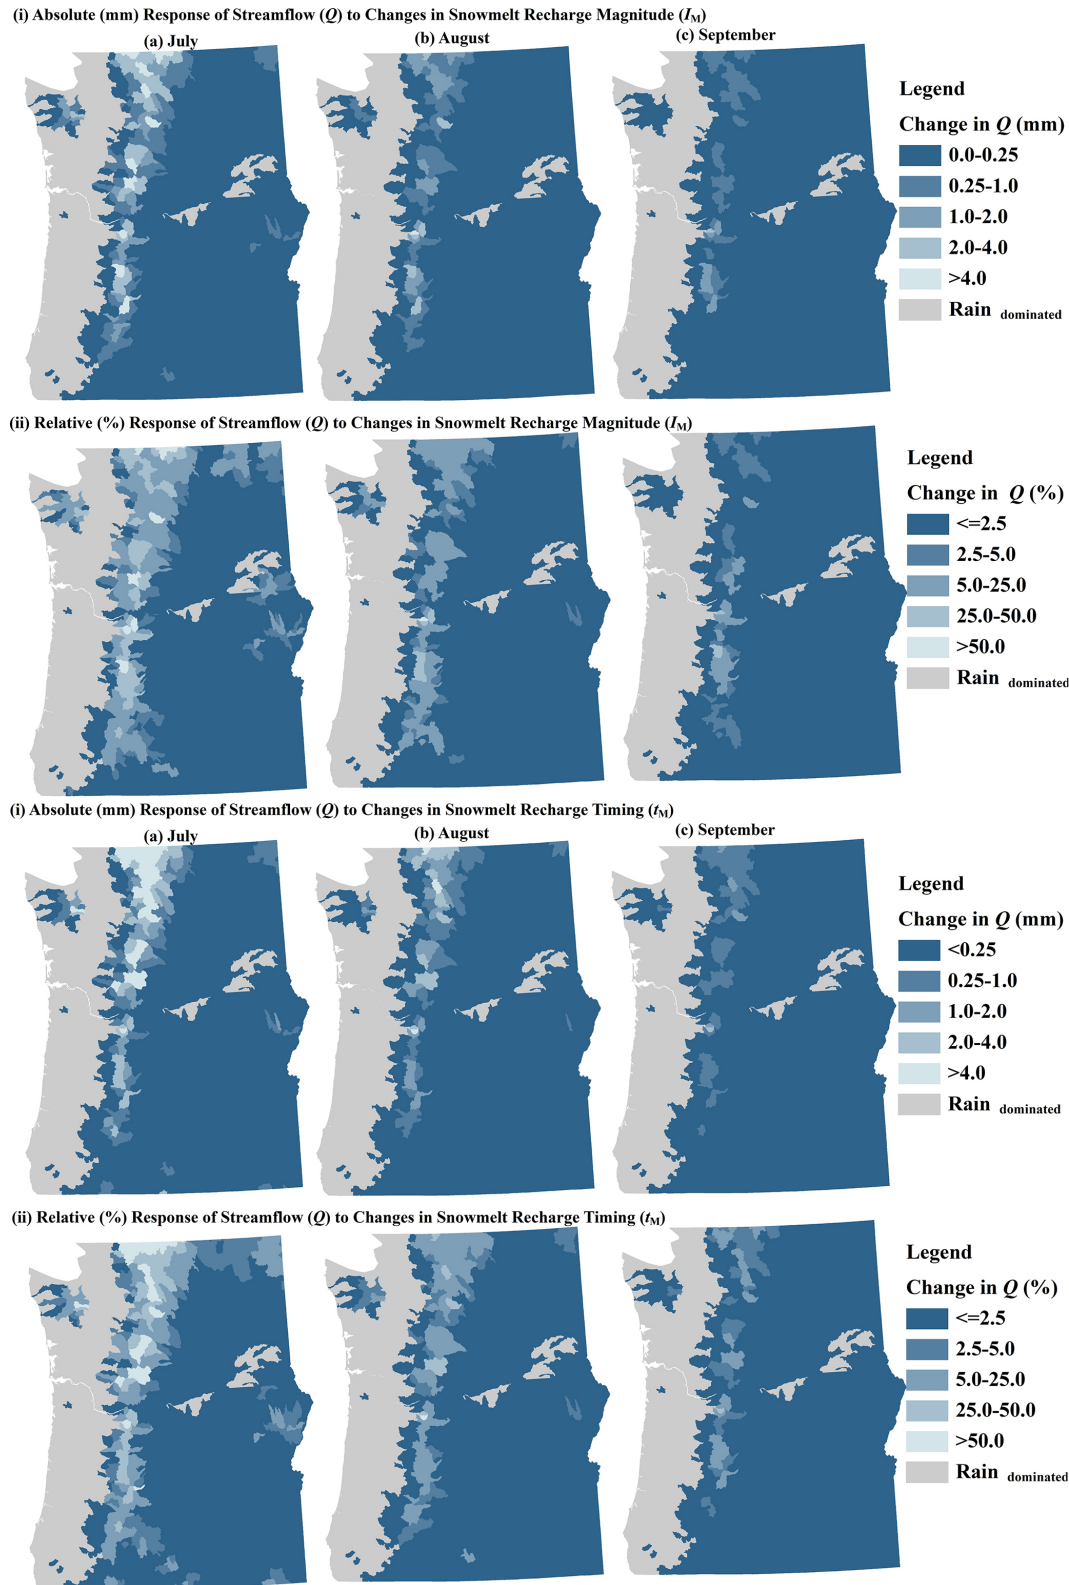 (i) Absolute (mm) Response of Streamflow (Q) to Changes in Snowmelt Recharge Magnitude (IM)
(a) July
(b) August
(c) September
Legend
Change in Q (mm)
0.0-0.25
0.25-1.0
1.0-2.0
2.0-4.0
>4.0
Rain dominated
(ii) Relative (%) Response of Streamflow (Q) to Changes in Snowmelt Recharge Magnitude (IM)
Legend
Change in Q (%)
<=2.5
2.5-5.0
5.0-25.0
25.0-50.0
>50.0
Rain dominated
(i) Absolute (mm) Response of Streamflow (Q) to Changes in Snowmelt Recharge Timing (tM)
(a) July
(b) August
(c) September
Legend
Change in Q (mm)
<0.25
0.25-1.0
1.0-2.0
2.0-4.0
>4.0
Rain dominated
(ii) Relative (%) Response of Streamflow (Q) to Changes in Snowmelt Recharge Timing (tM)
Legend
Change in Q (%)
<=2.5
2.5-5.0
5.0-25.0
25.0-50.0
>50.0
Rain dominated